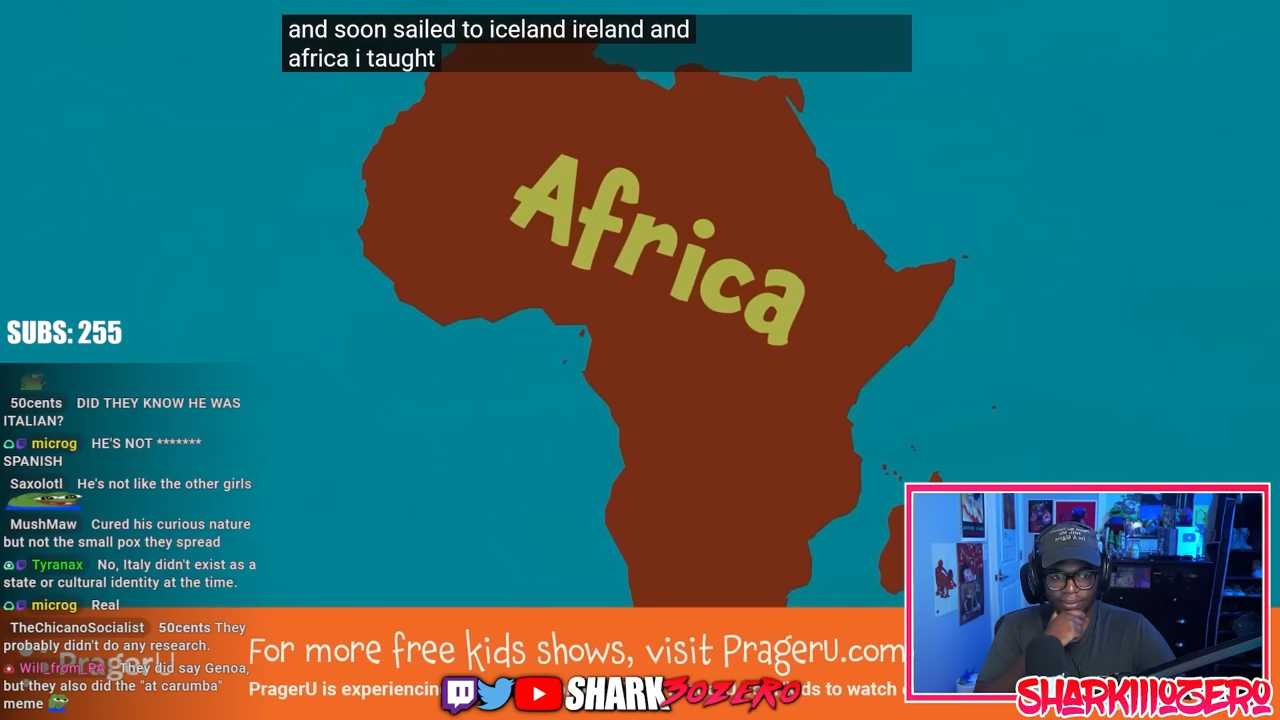 and soon sailed to iceland ireland and
africa i taught
Africa
SUBS: 255
50cents DID THEY KNOW HE WAS
ITALIAN?
microg HE'S NOT *******
SPANISH
Saxolotl He's not like the other girls
MushMaw Cured his curious nature
but not the small pox they spread
Tyranax No, Italy didn't exist as a
state or cultural identity at the time.
microg Real
TheChicanoSocialist 50cents They
probably didn't do any research.
Will_from_PA They did say Genoa,
but they also did the "at carumba"
meme
PragerU
For more free kids shows, visit PragerU.com
PragerU is experiencin
ds to watch
SHARK3OZERO
SHARKIIIOZERO